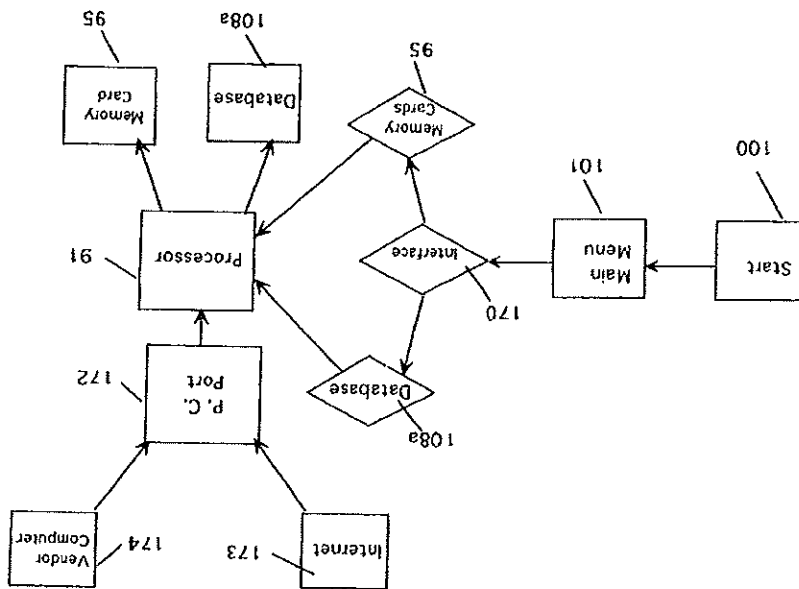 Internet
173
Vendor
Computer
174
108a
Database
P.C.
Port
172
Start
Main
Menu
170
Interface
Processor
91
100
101
Memory
Cards
95
Database
108a
Memory
Card
95